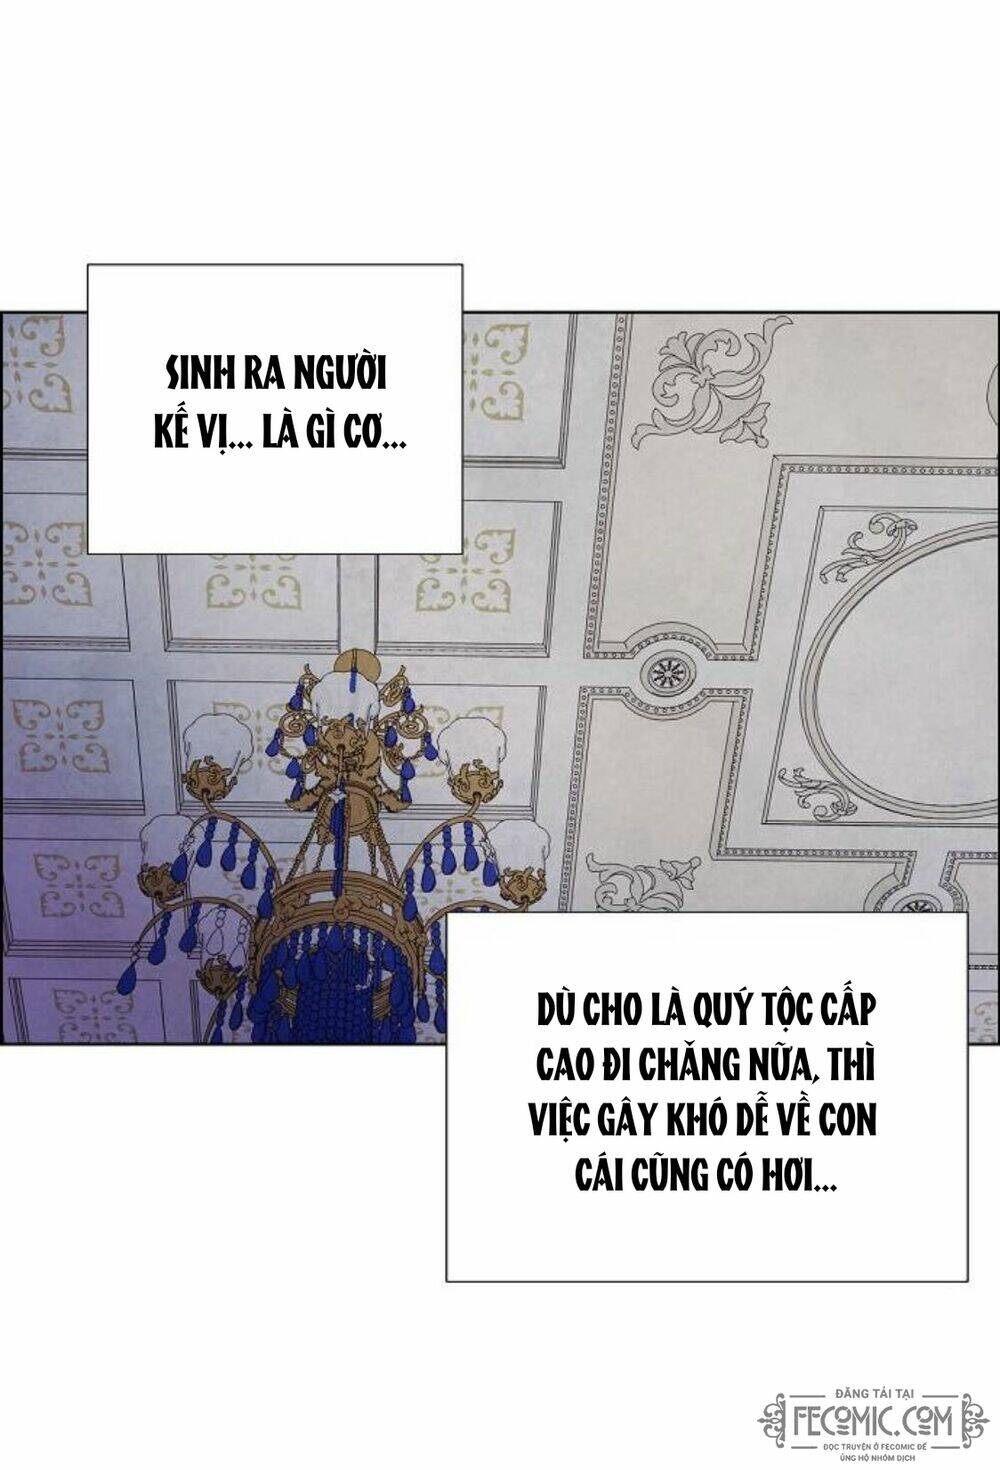 SINH RA NGƯỜI
KẾ VỊ... LÀ GÌ CƠ...
DÙ CHO LÀ QUÝ TỘC CẤP
CAO ĐI CHĂNG NỮA, THÌ
VIỆC GÂY KHÓ DỄ VỀ CON
CÁI CŨNG CÓ HƠI...
ĐĂNG TẢI TẠI
FECOMIC.COM
ĐỌC TRUYỆN Ở FECOMIC ĐỂ
ỦNG HỘ NHÓM DỊCH